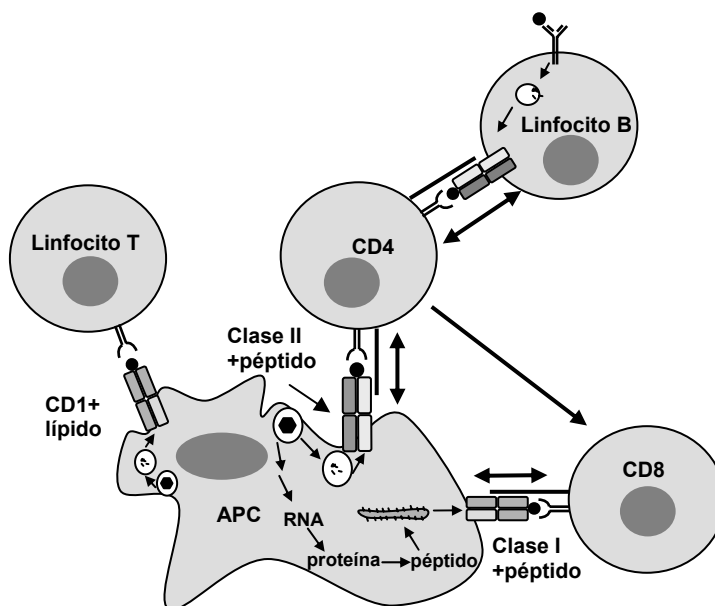 Linfocito B
Linfocito T
CD4
Clase II
+péptido
CD1+
lípido
CD8
APC
RNA
proteína
péptido
Clase I
+péptido